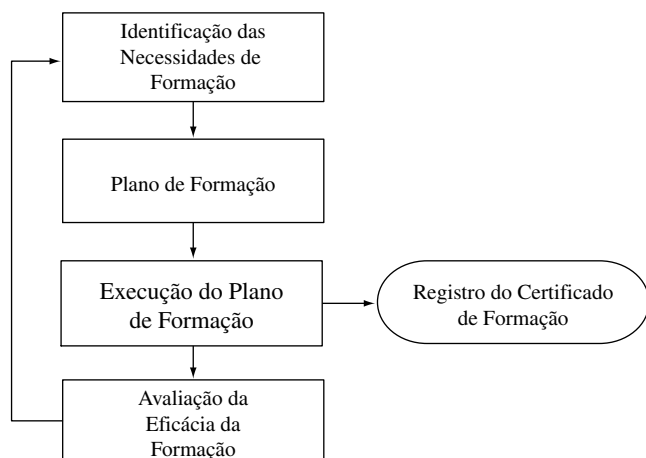 Identificação das
Necessidades de
Formação
Plano de Formação
Execução do Plano
de Formação
Registro do Certificado
de Formação
Avaliação da
Eficácia da
Formação